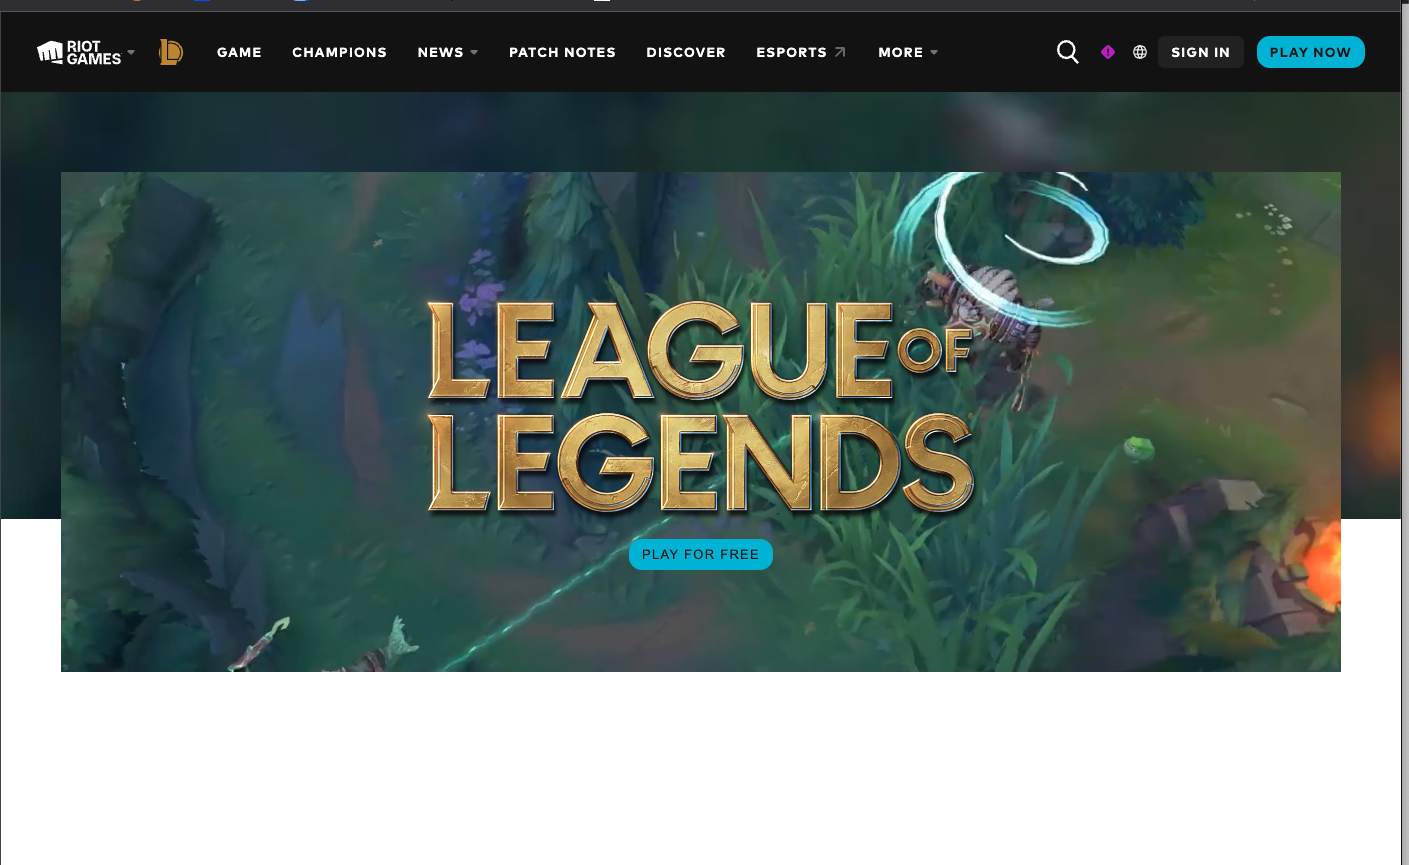 RIOT GAMES GAME CHAMPIONS NEWS PATCH NOTES DISCOVER ESPORTS MORE SIGN IN PLAY NOW
LEAGUE OF
LEGENDS
PLAY FOR FREE